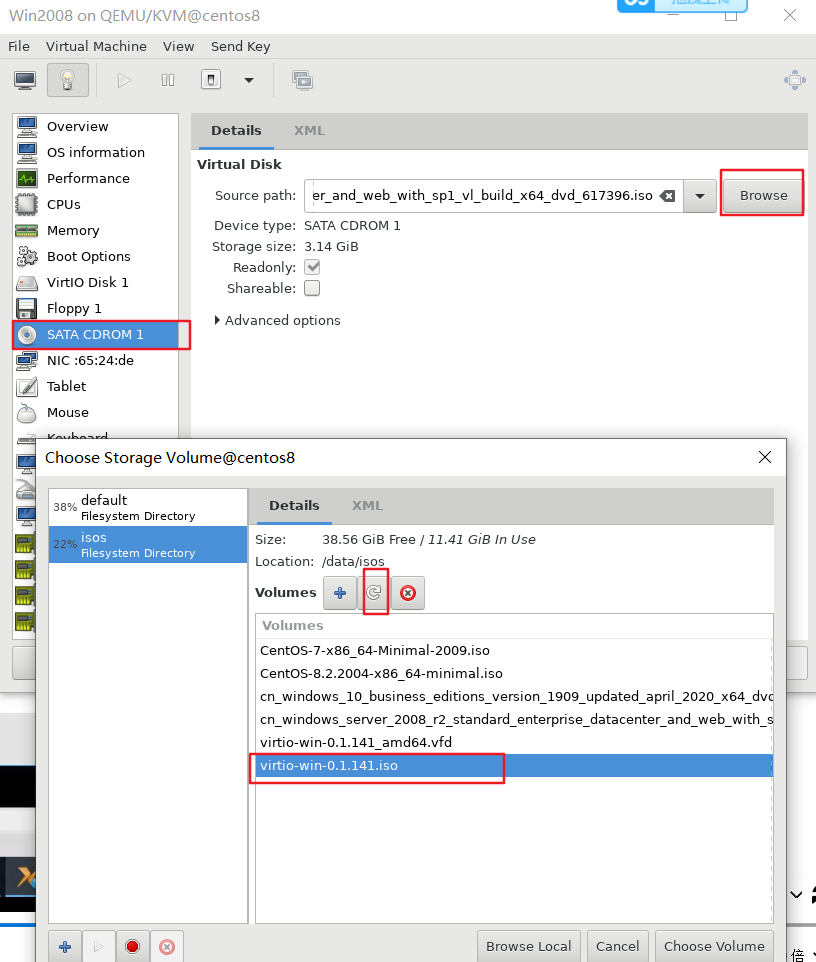 Win2008 on QEMU/KVM@centos8
File Virtual Machine View Send Key
Overview
OS information
Performance
CPUs
Memory
Boot Options
VirtIO Disk 1
Floppy 1
SATA CDROM 1
NIC :65:24:de
Tablet
Mouse
Keyboard
Details XML
Virtual Disk
Source path: er_and_web_with_sp1_vl_build_x64_dvd_617396.iso Browse
Device type: SATA CDROM 1
Storage size: 3.14 GiB
Readonly:
Shareable:
Advanced options
Choose Storage Volume@centos8
38% default
Filesystem Directory
22% isos
Filesystem Directory
Details XML
Size: 38.56 GiB Free / 11.41 GiB In Use
Location: /data/isos
Volumes
Volumes
CentOS-7-x86_64-Minimal-2009.iso
CentOS-8.2.2004-x86_64-minimal.iso
cn_windows_10_business_editions_version_1909_updated_april_2020_x64_dvd
cn_windows_server_2008_r2_standard_enterprise_datacenter_and_web_with_s
virtio-win-0.1.141_amd64.vfd
virtio-win-0.1.141.iso
Browse Local Cancel Choose Volume
倍